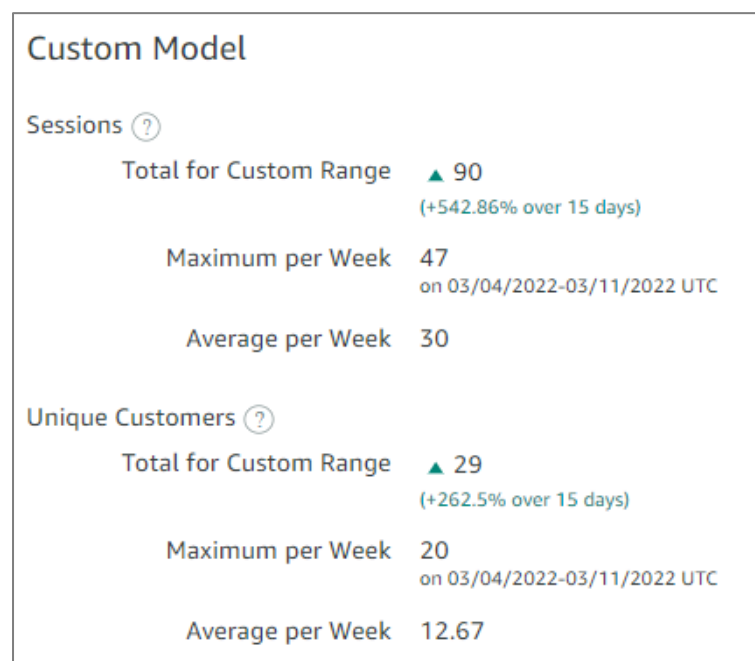 Custom Model
Sessions ?
Total for Custom Range ▲ 90
(+542.86% over 15 days)
Maximum per Week 47
on 03/04/2022-03/11/2022 UTC
Average per Week 30
Unique Customers ?
Total for Custom Range ▲ 29
(+262.5% over 15 days)
Maximum per Week 20
on 03/04/2022-03/11/2022 UTC
Average per Week 12.67